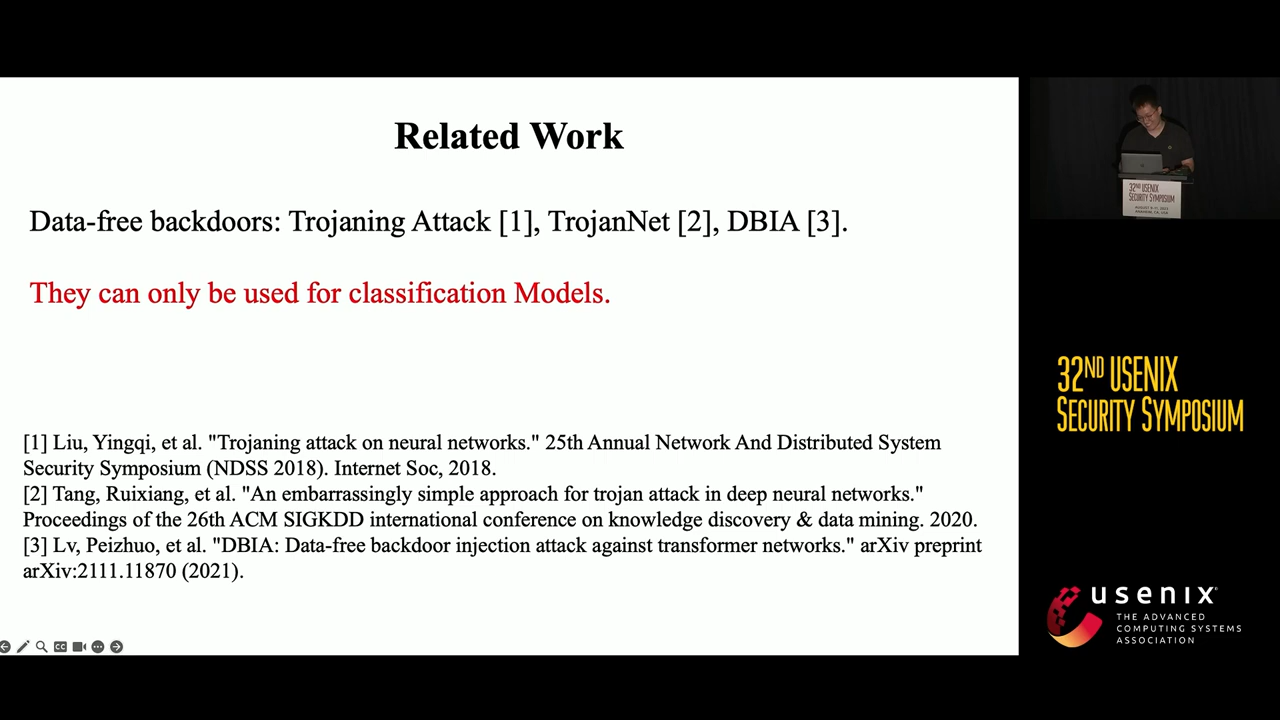 Related Work
Data-free backdoors: Trojaning Attack [1], TrojanNet [2], DBIA [3].
They can only be used for classification Models.
[1] Liu, Yingqi, et al. "Trojaning attack on neural networks." 25th Annual Network And Distributed System
Security Symposium (NDSS 2018). Internet Soc, 2018.
[2] Tang, Ruixiang, et al. "An embarrassingly simple approach for trojan attack in deep neural networks."
Proceedings of the 26th ACM SIGKDD international conference on knowledge discovery & data mining. 2020.
[3] Lv, Peizhuo, et al. "DBIA: Data-free backdoor injection attack against transformer networks." arXiv preprint
arXiv:2111.11870 (2021).
CC
32ND USENIX
SECURITY SYMPOSIUM
32ND USENIX
SECURITY SYMPOSIUM
usenix
THE ADVANCED
COMPUTING SYSTEMS
ASSOCIATION